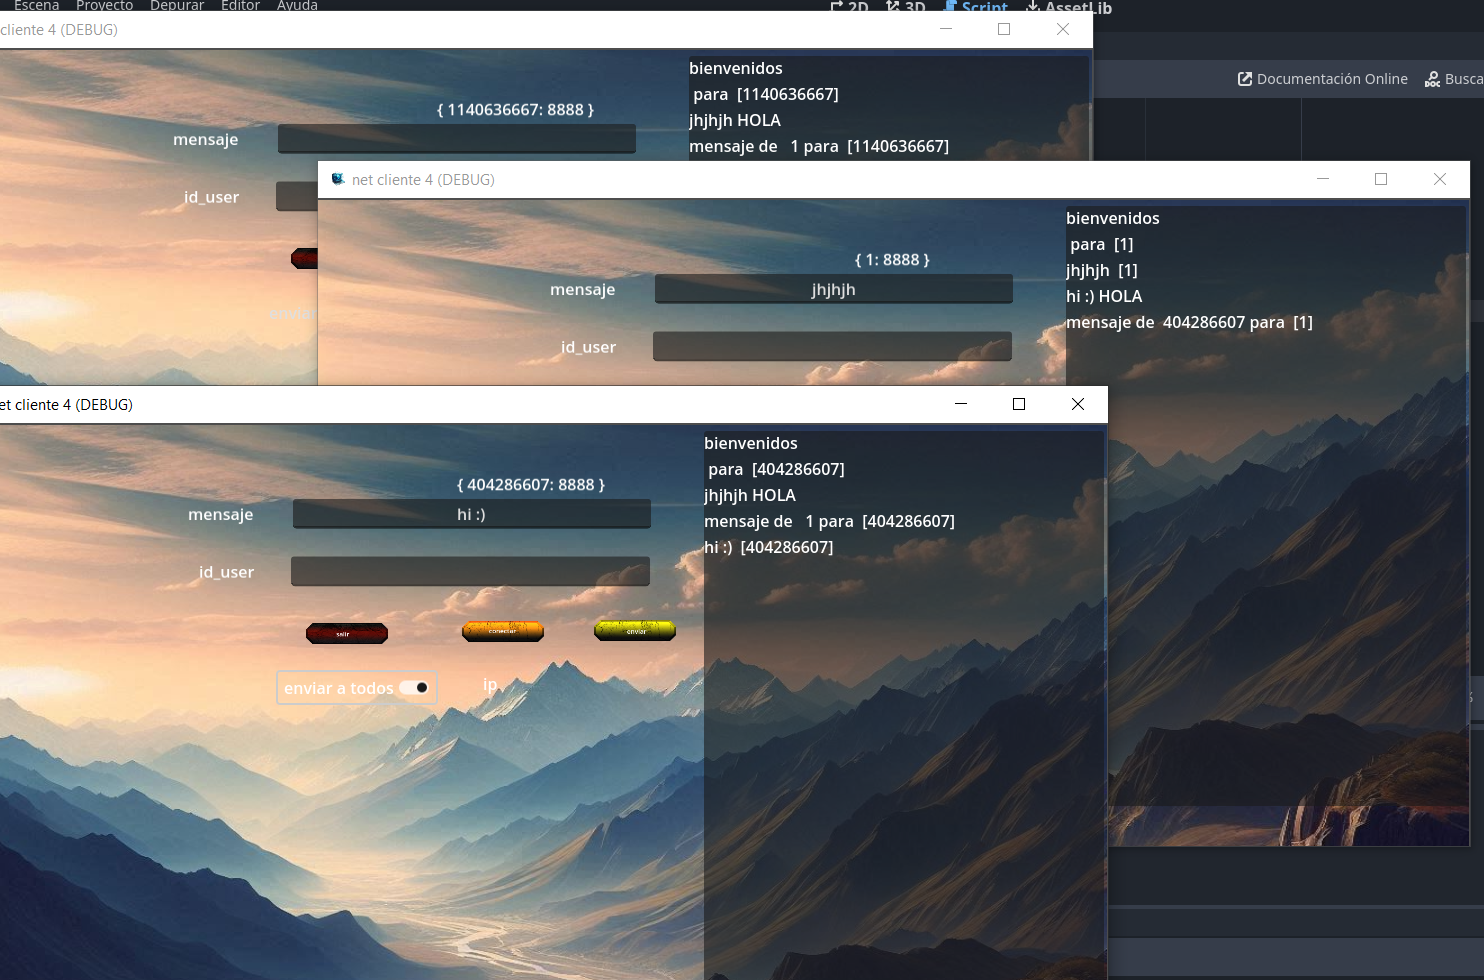 Escena Proyecto Depurar Editor Ayuda 2D 3D Script AssetLib
cliente 4 (DEBUG)
Documentación Online Busca
{ 1140636667: 8888 }
mensaje
id_user
bienvenidos
para [1140636667]
jhjhjh HOLA
mensaje de 1 para [1140636667]
net cliente 4 (DEBUG)
{ 1: 8888 }
mensaje
jhjhjh
id_user
bienvenidos
para [1]
jhjhjh [1]
hi :) HOLA
mensaje de 404286607 para [1]
et cliente 4 (DEBUG)
{ 404286607: 8888 }
mensaje
hi :)
id_user
salir conectar enviar
enviar a todos
ip
bienvenidos
para [404286607]
jhjhjh HOLA
mensaje de 1 para [404286607]
hi :) [404286607]